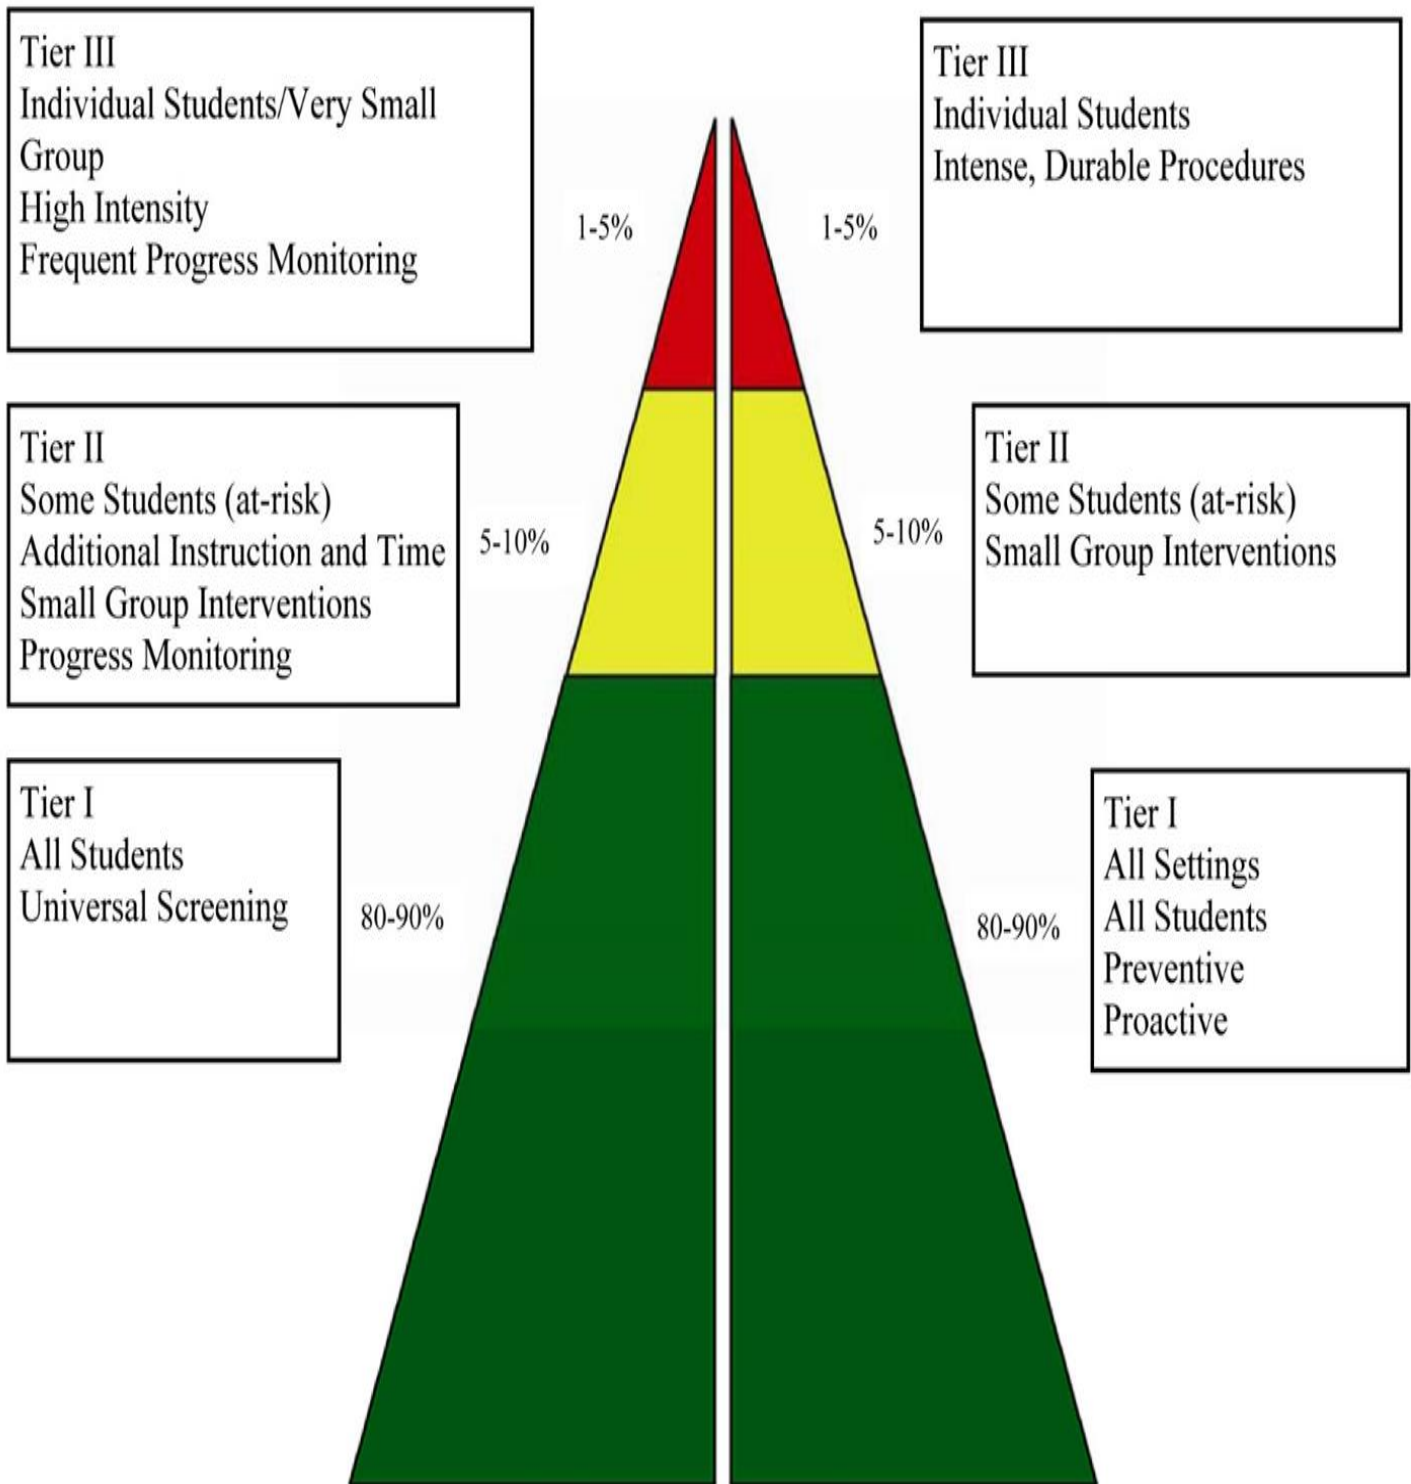 Tier III
Individual Students/Very Small
Group
High Intensity
Frequent Progress Monitoring
1-5%
1-5%
Tier III
Individual Students
Intense, Durable Procedures
Tier II
Some Students (at-risk)
Additional Instruction and Time
Small Group Interventions
Progress Monitoring
5-10%
5-10%
Tier II
Some Students (at-risk)
Small Group Interventions
Tier I
All Students
Universal Screening
80-90%
80-90%
Tier I
All Settings
All Students
Preventive
Proactive